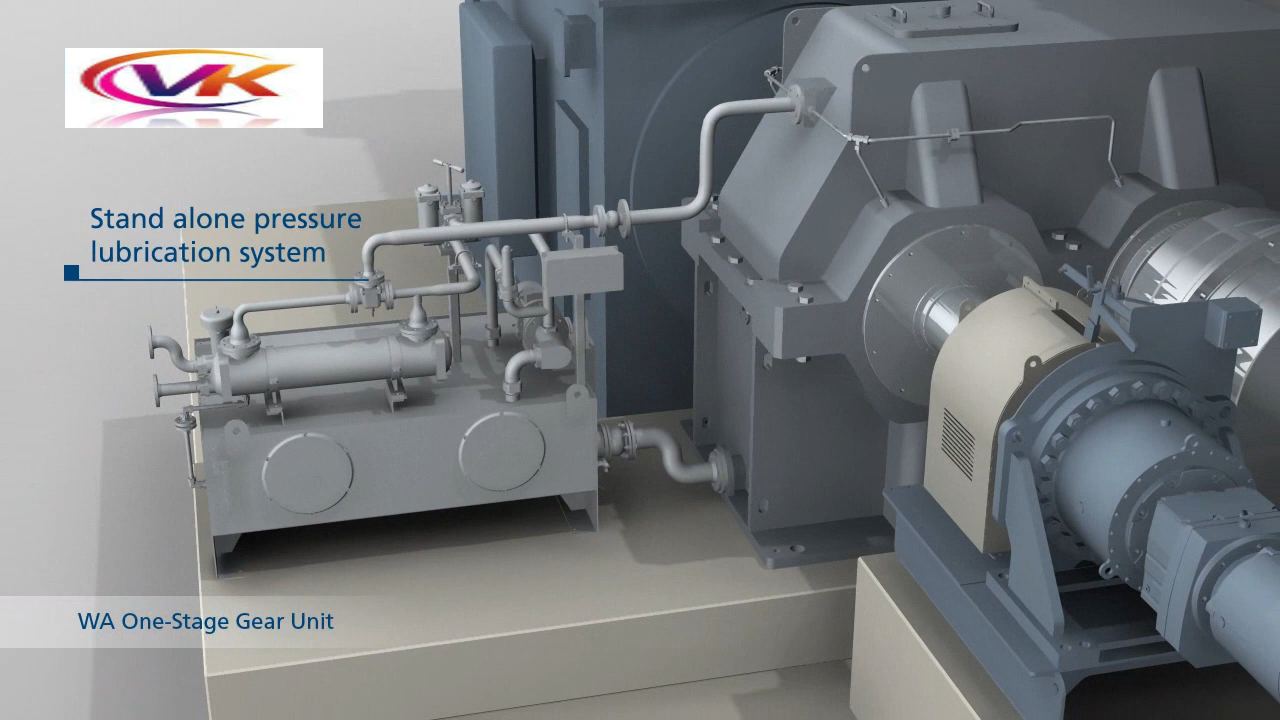 VK
Stand alone pressure
lubrication system
WA One-Stage Gear Unit